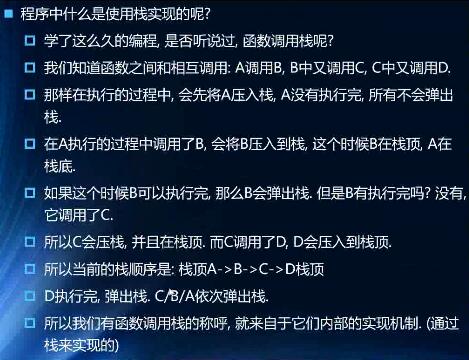 程序中什么是使用栈实现的呢?
学了这么久的编程, 是否听说过, 函数调用栈呢?
我们知道函数之间和相互调用: A调用B, B中又调用C, C中又调用D.
那样在执行的过程中, 会先将A压入栈, A没有执行完, 所有不会弹出
栈.
在A执行的过程中调用了B, 会将B压入到栈, 这个时候B在栈顶, A在
栈底.
如果这个时候B可以执行完, 那么B会弹出栈. 但是B有执行完吗? 没有,
它调用了C.
所以C会压栈, 并且在栈顶. 而C调用了D, D会压入到栈顶.
所以当前的栈顺序是: 栈顶A->B->C->D栈顶
D执行完, 弹出栈. C/B/A依次弹出栈.
所以我们有函数调用栈的称呼, 就来自于它们内部的实现机制. (通过
栈来实现的)